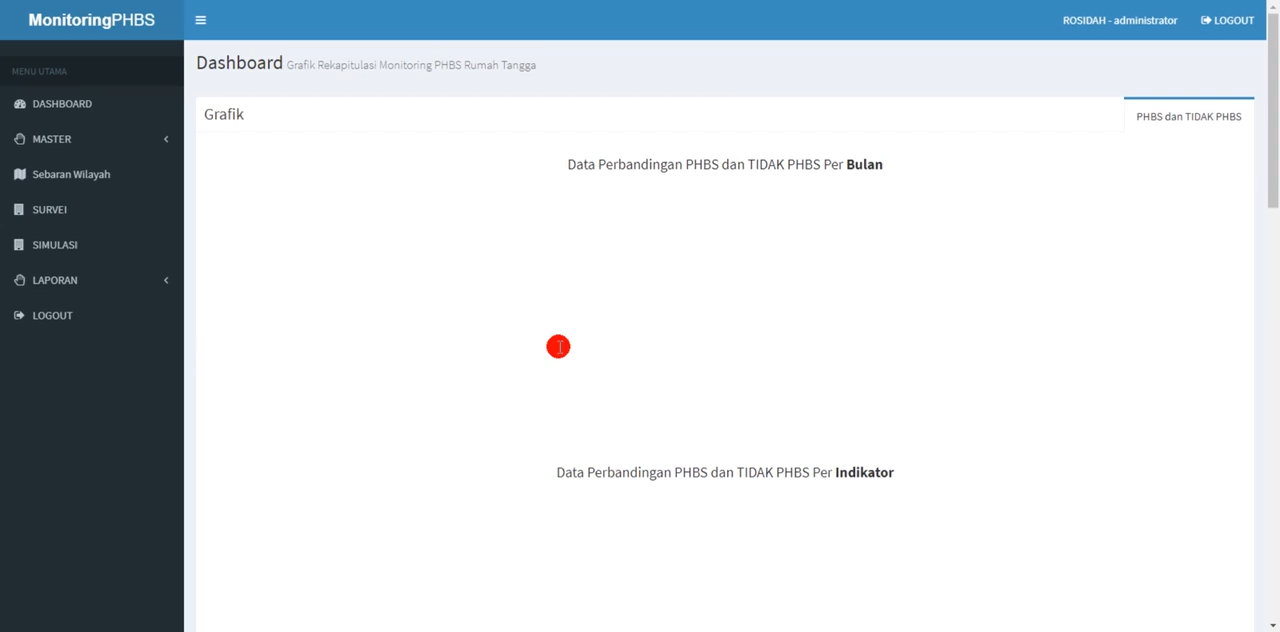 MonitoringPHBS
ROSIDAH - administrator
LOGOUT
MENU UTAMA
DASHBOARD
MASTER
Sebaran Wilayah
SURVEI
SIMULASI
LAPORAN
LOGOUT
Dashboard Grafik Rekapitulasi Monitoring PHBS Rumah Tangga
Grafik
PHBS dan TIDAK PHBS
Data Perbandingan PHBS dan TIDAK PHBS Per Bulan
Data Perbandingan PHBS dan TIDAK PHBS Per Indikator